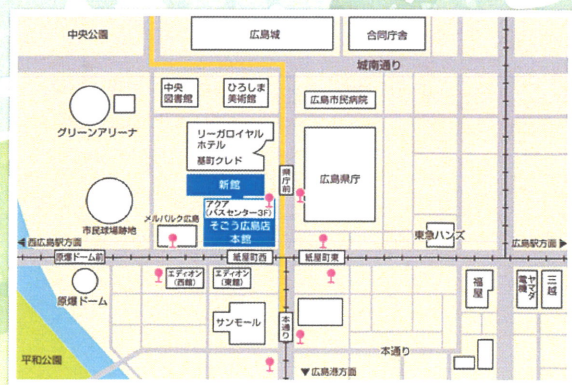 中央公園
広島城
合同庁舎
城南通り
中央
図書館
ひろしま
美術館
広島市民病院
グリーンアリーナ
リーガロイヤル
ホテル
基町クレド
県庁前
広島県庁
新館
市民球場跡地
アクア
(バスセンター3F)
そごう広島店
本館
メルパルク広島
東急ハンズ
◀西広島駅方面
広島駅方面▶
原爆ドーム前
紙屋町西
紙屋町東
原爆ドーム
エディオン
(西館)
エディオン
(東館)
福屋
ヤマダ
電機
三越
サンモール
本通り
本通り
平和公園
▼広島港方面